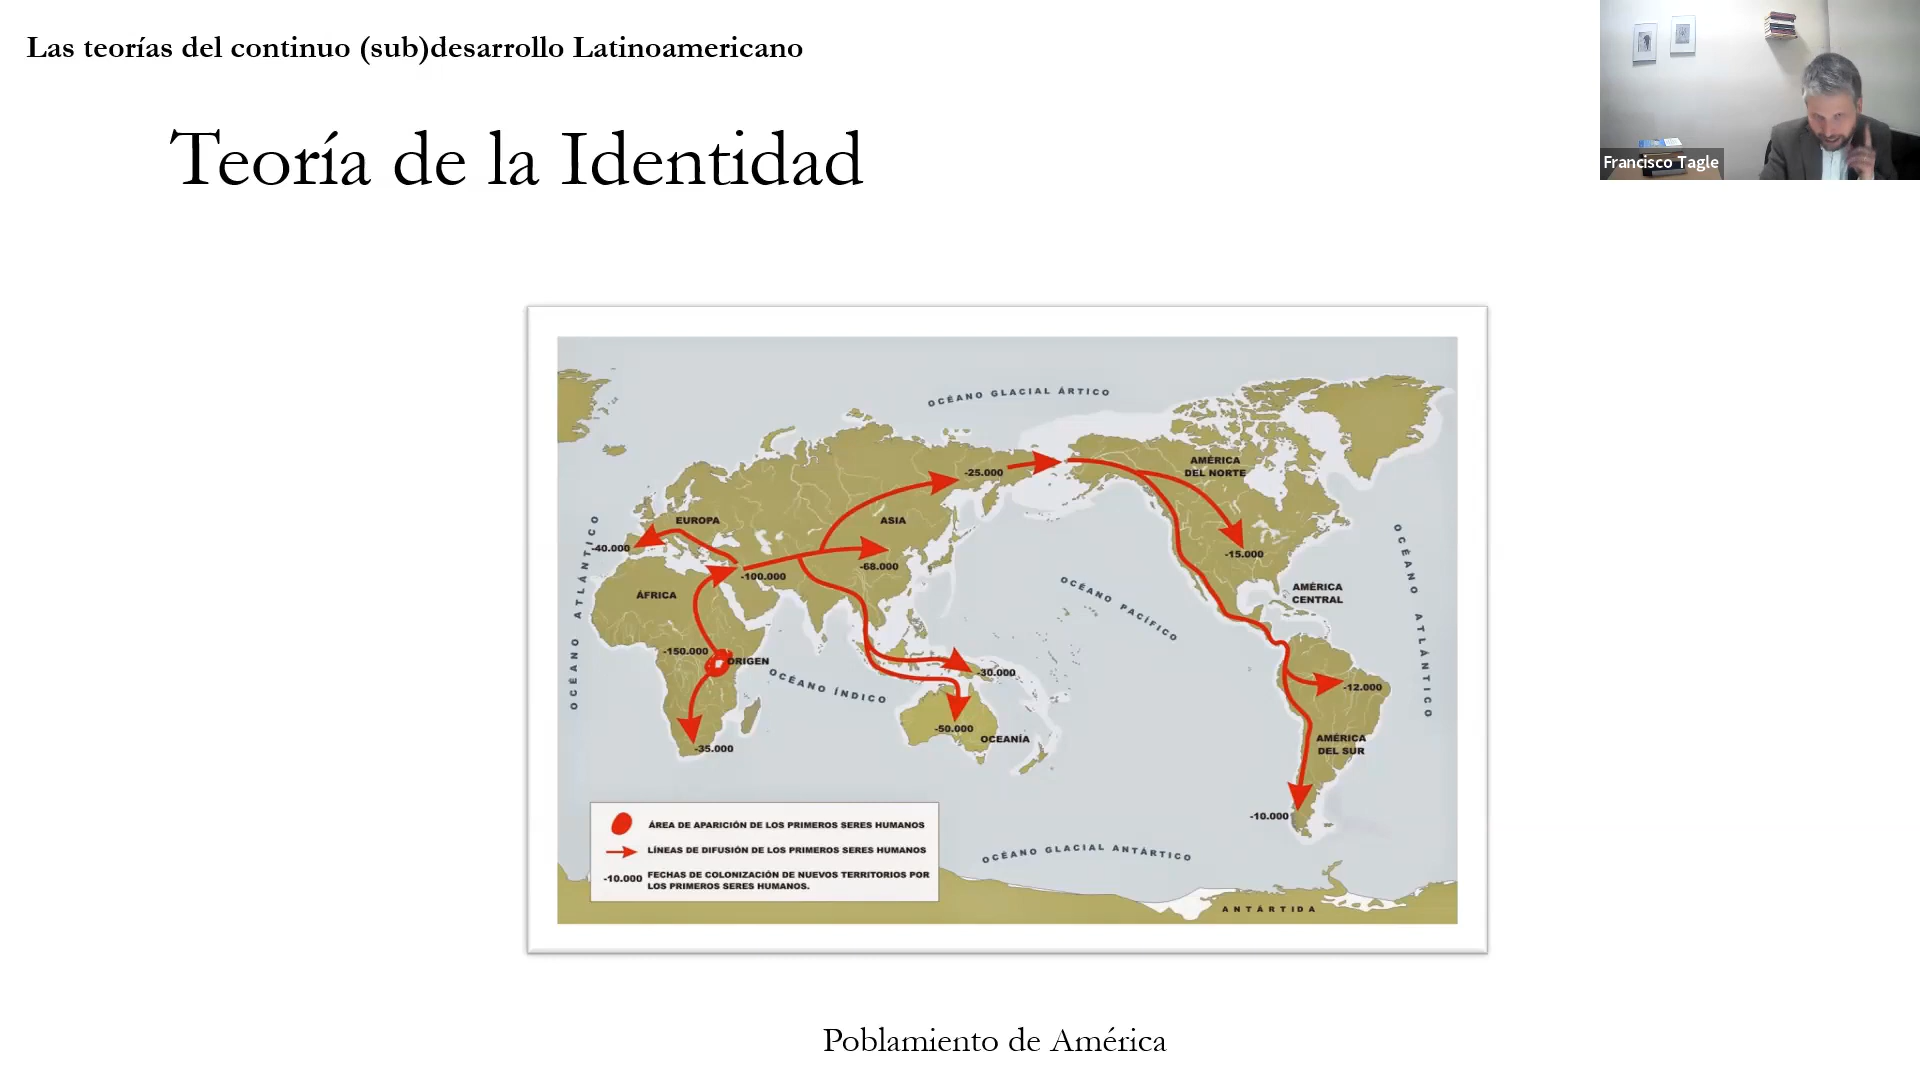 Las teorías del continuo (sub)desarrollo Latinoamericano
Francisco Tagle
Teoría de la Identidad
OCÉANO GLACIAL ÁRTICO
AMÉRICA
DEL NORTE
-25.000
EUROPA
ASIA
-40.000
-15.000
-68.000
-100.000
OCÉANO ATLÁNTICO
ÁFRICA
OCÉANO PACÍFICO
AMÉRICA
CENTRAL
OCÉANO ATLÁNTICO
-150.000
ORIGEN
OCÉANO ÍNDICO
-30.000
-12.000
-50.000
OCEANÍA
AMÉRICA
DEL SUR
-35.000
-10.000
ÁREA DE APARICIÓN DE LOS PRIMEROS SERES HUMANOS
LÍNEAS DE DIFUSIÓN DE LOS PRIMEROS SERES HUMANOS
-10.000 FECHAS DE COLONIZACIÓN DE NUEVOS TERRITORIOS POR
LOS PRIMEROS SERES HUMANOS.
OCÉANO GLACIAL ANTÁRTICO
ANTÁRTIDA
Poblamiento de América